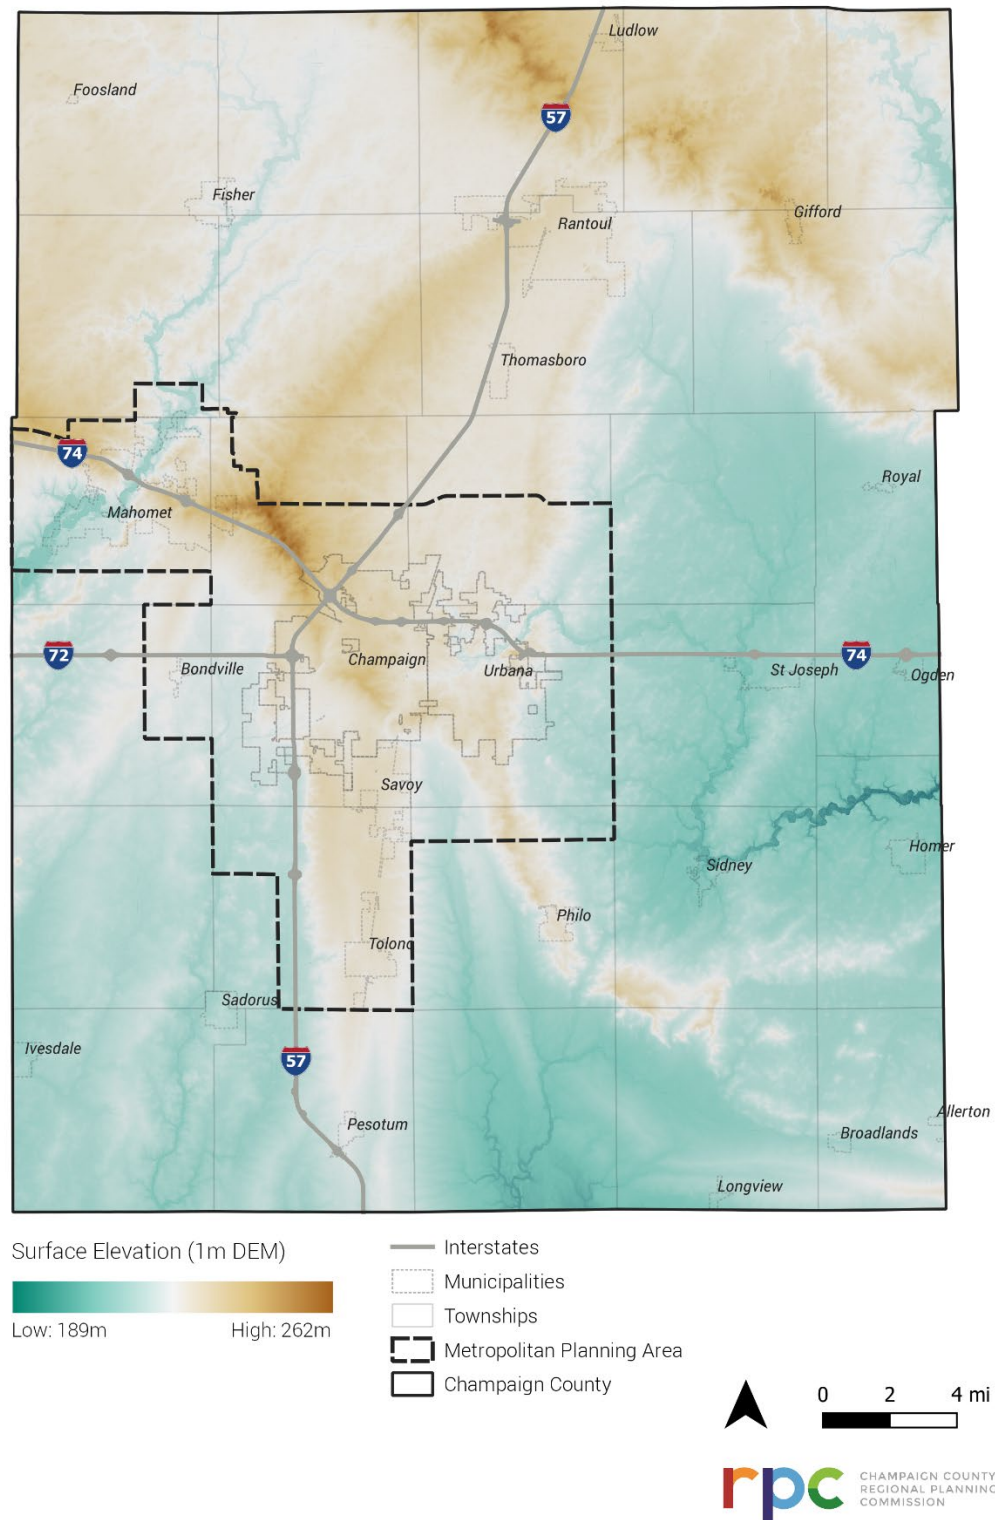 Ludlow
Foosland
57
Fisher
Gifford
Rantoul
Thomasboro
74
Royal
Mahomet
72
Bondville
Champaign
Urbana
St Joseph
74
Ogden
Savoy
Homer
Sidney
Philo
Tolono
Sadorus
Ivesdale
57
Allerton
Pesotum
Broadlands
Longview
Surface Elevation (1m DEM)
Low: 189m
High: 262m
Interstates
Municipalities
Townships
Metropolitan Planning Area
Champaign County
0 2 4 mi
rpc
CHAMPAIGN COUNTY
REGIONAL PLANNING
COMMISSION